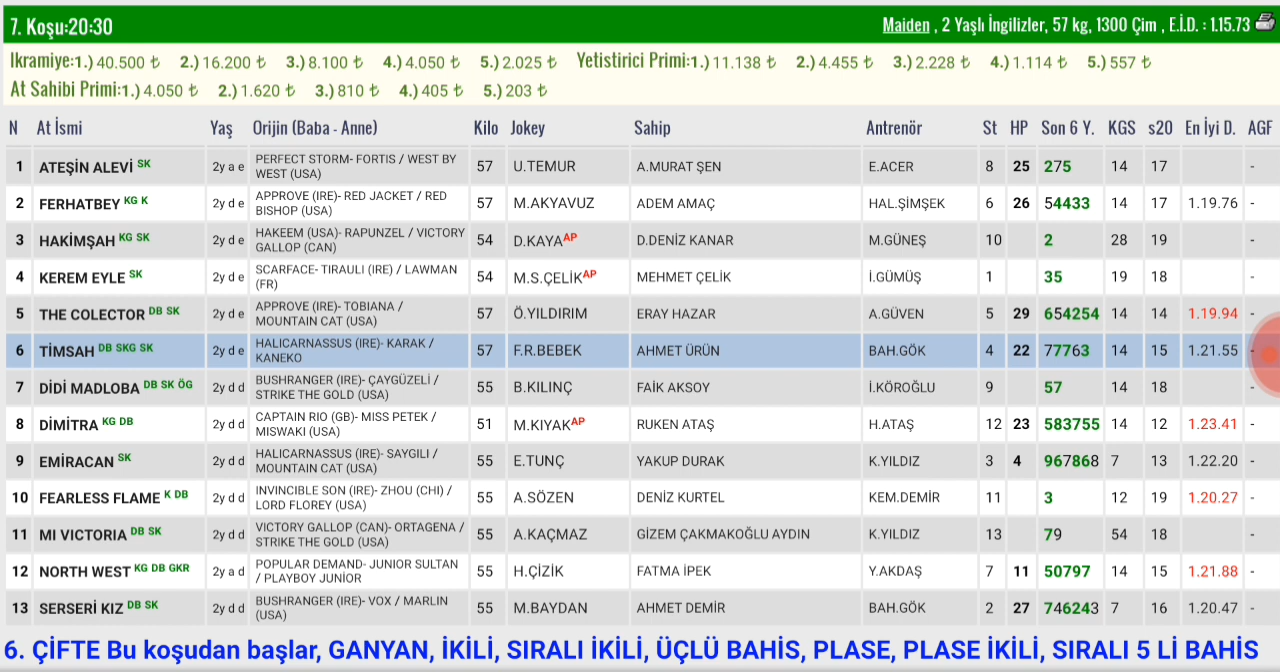 7. Koşu:20:30 Maiden , 2 Yaşlı İngilizler, 57 kg, 1300 Çim , E.İ.D. : 1.15.73
Ikramiye:1.) 40.500 ₺ 2.) 16.200 ₺ 3.) 8.100 ₺ 4.) 4.050 ₺ 5.) 2.025 ₺ Yetistirici Primi:1.) 11.138 ₺ 2.) 4.455 ₺ 3.) 2.228 ₺ 4.) 1.114 ₺ 5.) 557 ₺
At Sahibi Primi:1.) 4.050 ₺ 2.) 1.620 ₺ 3.) 810 ₺ 4.) 405 ₺ 5.) 203 ₺
N At İsmi Yaş Orijin (Baba - Anne) Kilo Jokey Sahip Antrenör St HP Son 6 Y. KGS s20 En İyi D. AGF
1 ATEŞİN ALEVİ SK 2y a e PERFECT STORM- FORTIS / WEST BY WEST (USA) 57 U.TEMUR A.MURAT ŞEN E.ACER 8 25 275 14 17 -
2 FERHATBEY KG K 2y d e APPROVE (IRE)- RED JACKET / RED BISHOP (USA) 57 M.AKYAVUZ ADEM AMAÇ HAL.ŞİMŞEK 6 26 54433 14 17 1.19.76 -
3 HAKİMŞAH KG SK 2y d e HAKEEM (USA)- RAPUNZEL / VICTORY GALLOP (CAN) 54 D.KAYA AP D.DENİZ KANAR M.GÜNEŞ 10 2 28 19 -
4 KEREM EYLE SK 2y d e SCARFACE- TIRAULI (IRE) / LAWMAN (FR) 54 M.S.ÇELİK AP MEHMET ÇELİK İ.GÜMÜŞ 1 35 19 18 -
5 THE COLECTOR DB SK 2y d e APPROVE (IRE)- TOBIANA / MOUNTAIN CAT (USA) 57 Ö.YILDIRIM ERAY HAZAR A.GÜVEN 5 29 654254 14 14 1.19.94 -
6 TİMSAH DB SKG SK 2y d e HALICARNASSUS (IRE)- KARAK / KANEKO 57 F.R.BEBEK AHMET ÜRÜN BAH.GÖK 4 22 77763 14 15 1.21.55 -
7 DİDİ MADLOBA DB SK ÖG 2y d d BUSHRANGER (IRE)- ÇAYGÜZELİ / STRIKE THE GOLD (USA) 55 B.KILINÇ FAİK AKSOY İ.KÖROĞLU 9 57 14 18 -
8 DİMİTRA KG DB 2y d d CAPTAIN RIO (GB)- MISS PETEK / MISWAKI (USA) 51 M.KIYAK AP RUKEN ATAŞ H.ATAŞ 12 23 583755 14 12 1.23.41 -
9 EMİRACAN SK 2y d d HALICARNASSUS (IRE)- SAYGILI / MOUNTAIN CAT (USA) 55 E.TUNÇ YAKUP DURAK K.YILDIZ 3 4 967868 7 13 1.22.20 -
10 FEARLESS FLAME K DB 2y d d INVINCIBLE SON (IRE)- ZHOU (CHI) / LORD FLOREY (USA) 55 A.SÖZEN DENİZ KURTEL KEM.DEMİR 11 3 12 19 1.20.27 -
11 MI VICTORIA DB SK 2y d d VICTORY GALLOP (CAN)- ORTAGENA / STRIKE THE GOLD (USA) 55 A.KAÇMAZ GİZEM ÇAKMAKOĞLU AYDIN K.YILDIZ 13 79 54 18 -
12 NORTH WEST KG DB GKR 2y a d POPULAR DEMAND- JUNIOR SULTAN / PLAYBOY JUNİOR 55 H.ÇİZİK FATMA İPEK Y.AKDAŞ 7 11 50797 14 15 1.21.88 -
13 SERSERİ KIZ DB SK 2y d d BUSHRANGER (IRE)- VOX / MARLIN (USA) 55 M.BAYDAN AHMET DEMİR BAH.GÖK 2 27 746243 7 16 1.20.47 -
6. ÇİFTE Bu koşudan başlar, GANYAN, İKİLİ, SIRALI İKİLİ, ÜÇLÜ BAHİS, PLASE, PLASE İKİLİ, SIRALI 5 Lİ BAHİS